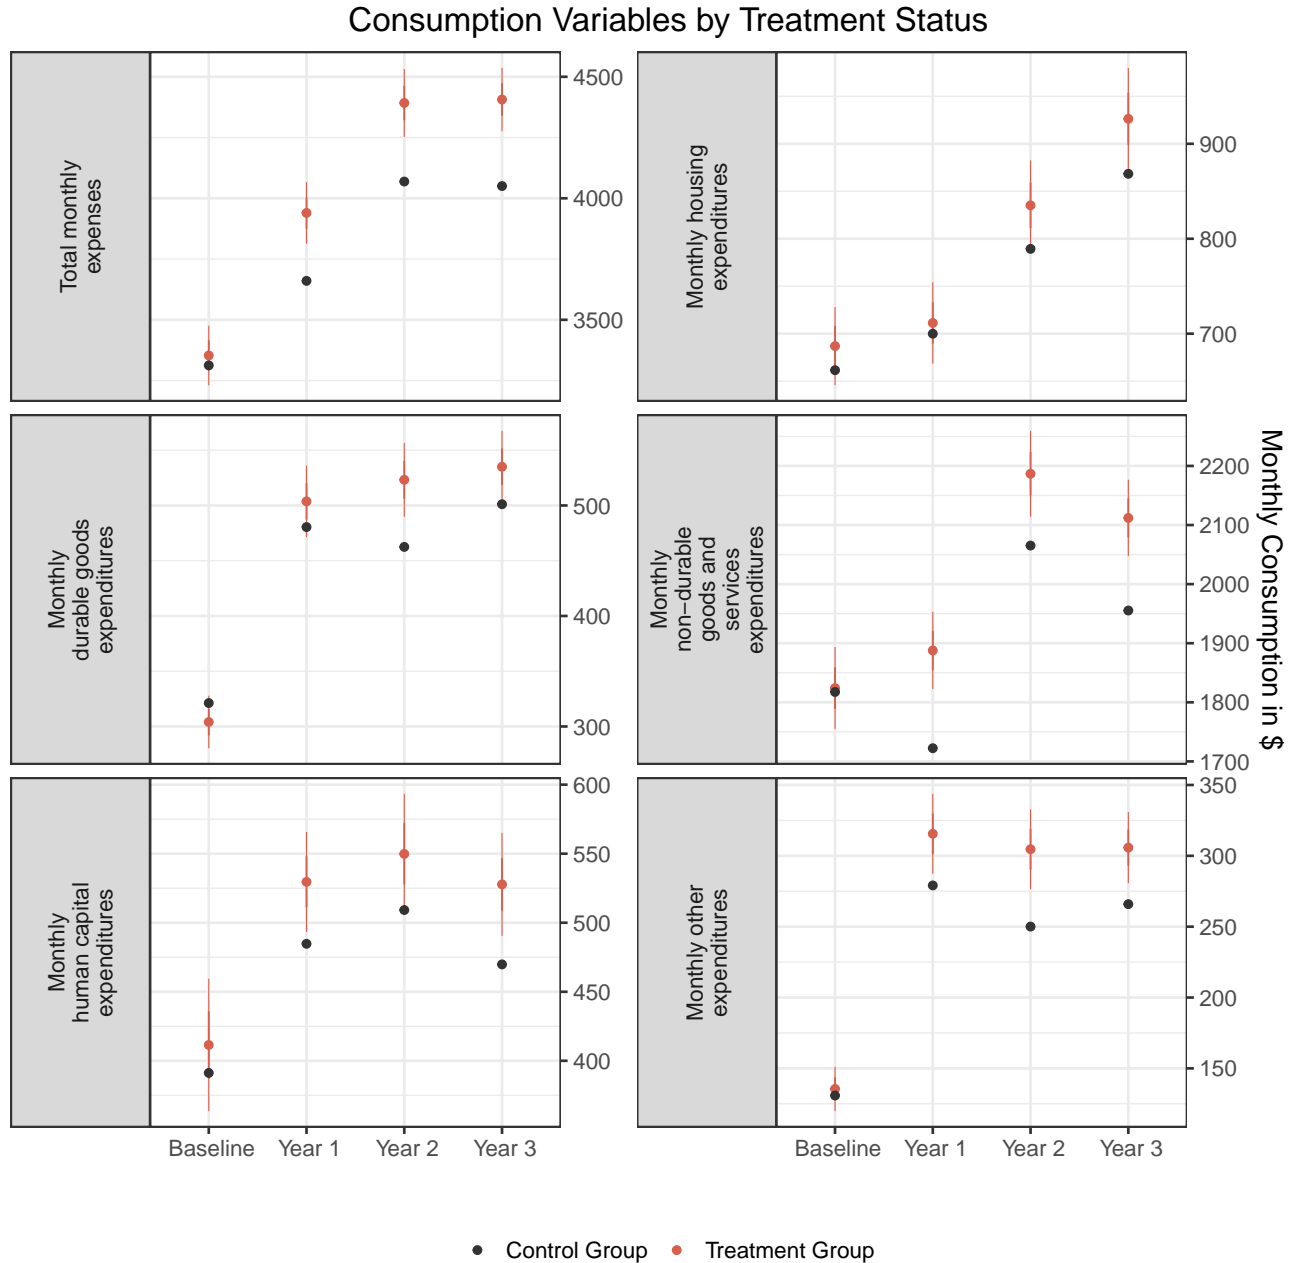 Consumption Variables by Treatment Status
Total monthly
expenses
4500
4000
3500
Monthly housing
expenditures
900
800
700
Monthly
durable goods
expenditures
500
400
300
Monthly
non−durable
goods and
services
expenditures
2200
2100
2000
1900
1800
1700
Monthly Consumption in $
Monthly
human capital
expenditures
600
550
500
450
400
Monthly other
expenditures
350
300
250
200
150
Baseline Year 1 Year 2 Year 3
Baseline Year 1 Year 2 Year 3
Control Group Treatment Group